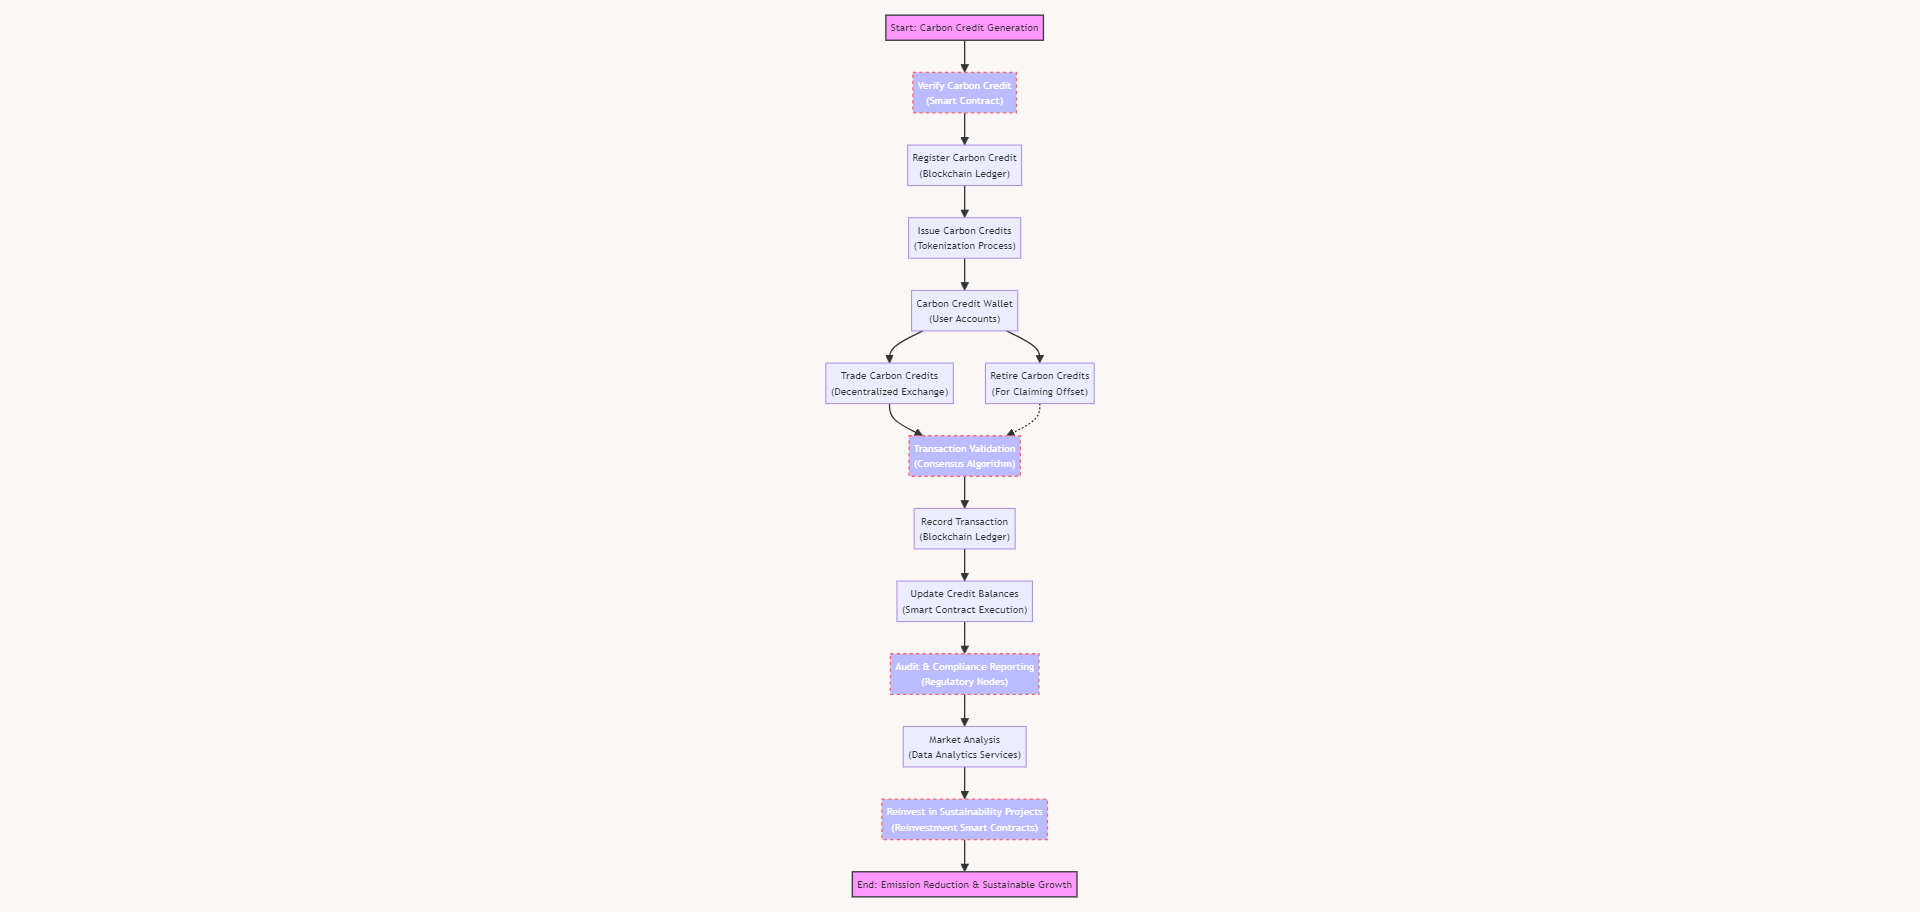 Start: Carbon Credit Generation
Verify Carbon Credit
(Smart Contract)
Register Carbon Credit
(Blockchain Ledger)
Issue Carbon Credits
(Tokenization Process)
Carbon Credit Wallet
(User Accounts)
Trade Carbon Credits
(Decentralized Exchange)
Retire Carbon Credits
(For Claiming Offset)
Transaction Validation
(Consensus Algorithm)
Record Transaction
(Blockchain Ledger)
Update Credit Balances
(Smart Contract Execution)
Audit & Compliance Reporting
(Regulatory Nodes)
Market Analysis
(Data Analytics Services)
Reinvest in Sustainability Projects
(Reinvestment Smart Contracts)
End: Emission Reduction & Sustainable Growth